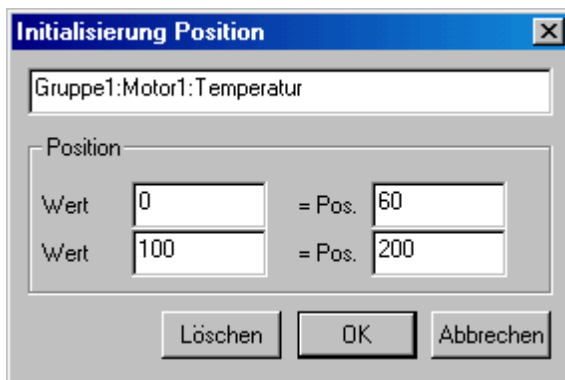 Initialisierung Position
Gruppe1:Motor1:Temperatur
Position
Wert 0 = Pos. 60
Wert 100 = Pos. 200
Löschen OK Abbrechen